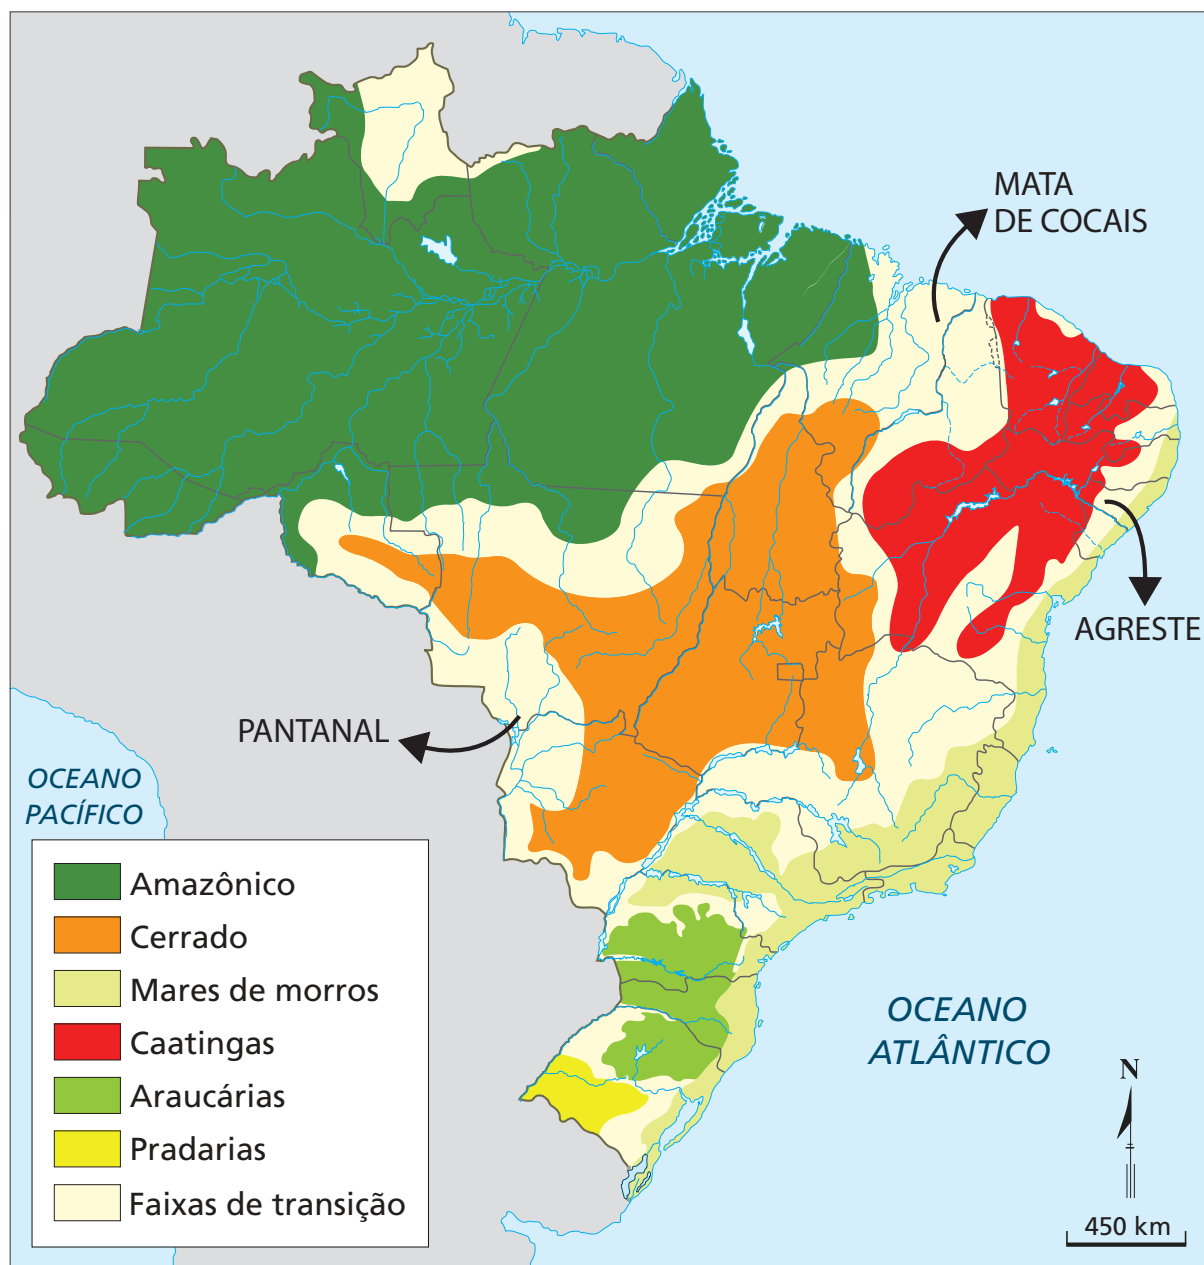 MATA
DE COCAIS
AGRESTE
PANTANAL
OCEANO
PACÍFICO
Amazônico
Cerrado
Mares de morros
Caatingas
Araucárias
Pradarias
Faixas de transição
OCEANO
ATLÂNTICO
N
450 km